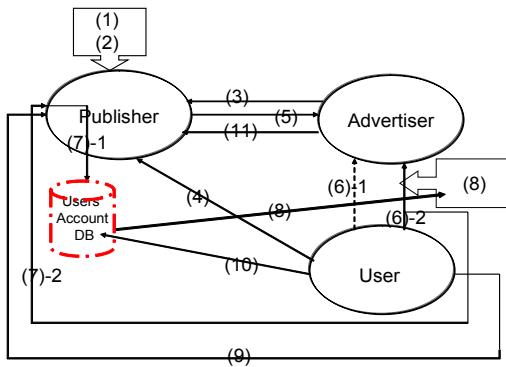 (1)
(2)
(3)
Publisher
(5)
Advertiser
(11)
(7)-1
(4)
(6)-1
(8)
Users
Account
DB
(8)
(6)-2
(10)
(7)-2
User
(9)